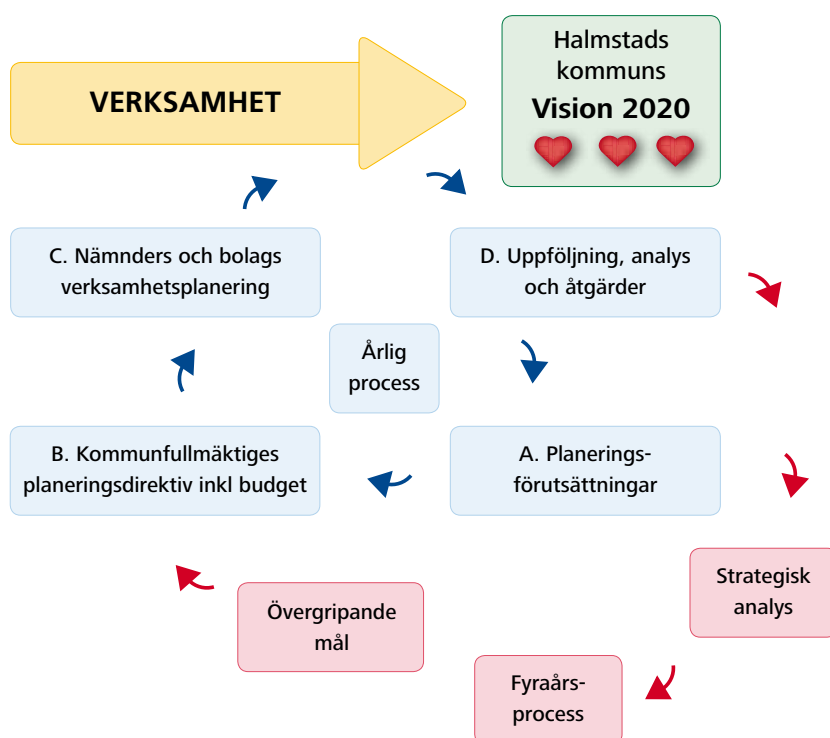 VERKSAMHET
Halmstads
kommuns
Vision 2020
C. Nämnders och bolags
verksamhetsplanering
D. Uppföljning, analys
och åtgärder
Årlig
process
B. Kommunfullmäktiges
planeringsdirektiv inkl budget
A. Planerings-
förutsättningar
Strategisk
analys
Övergripande
mål
Fyraårs-
process